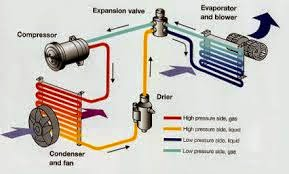 Expansion valve
Evaporator
and blower
Compressor
Drier
High pressure side, gas
High pressure side, liquid
Low pressure side, liquid
Low pressure side, gas
Condenser
and fan